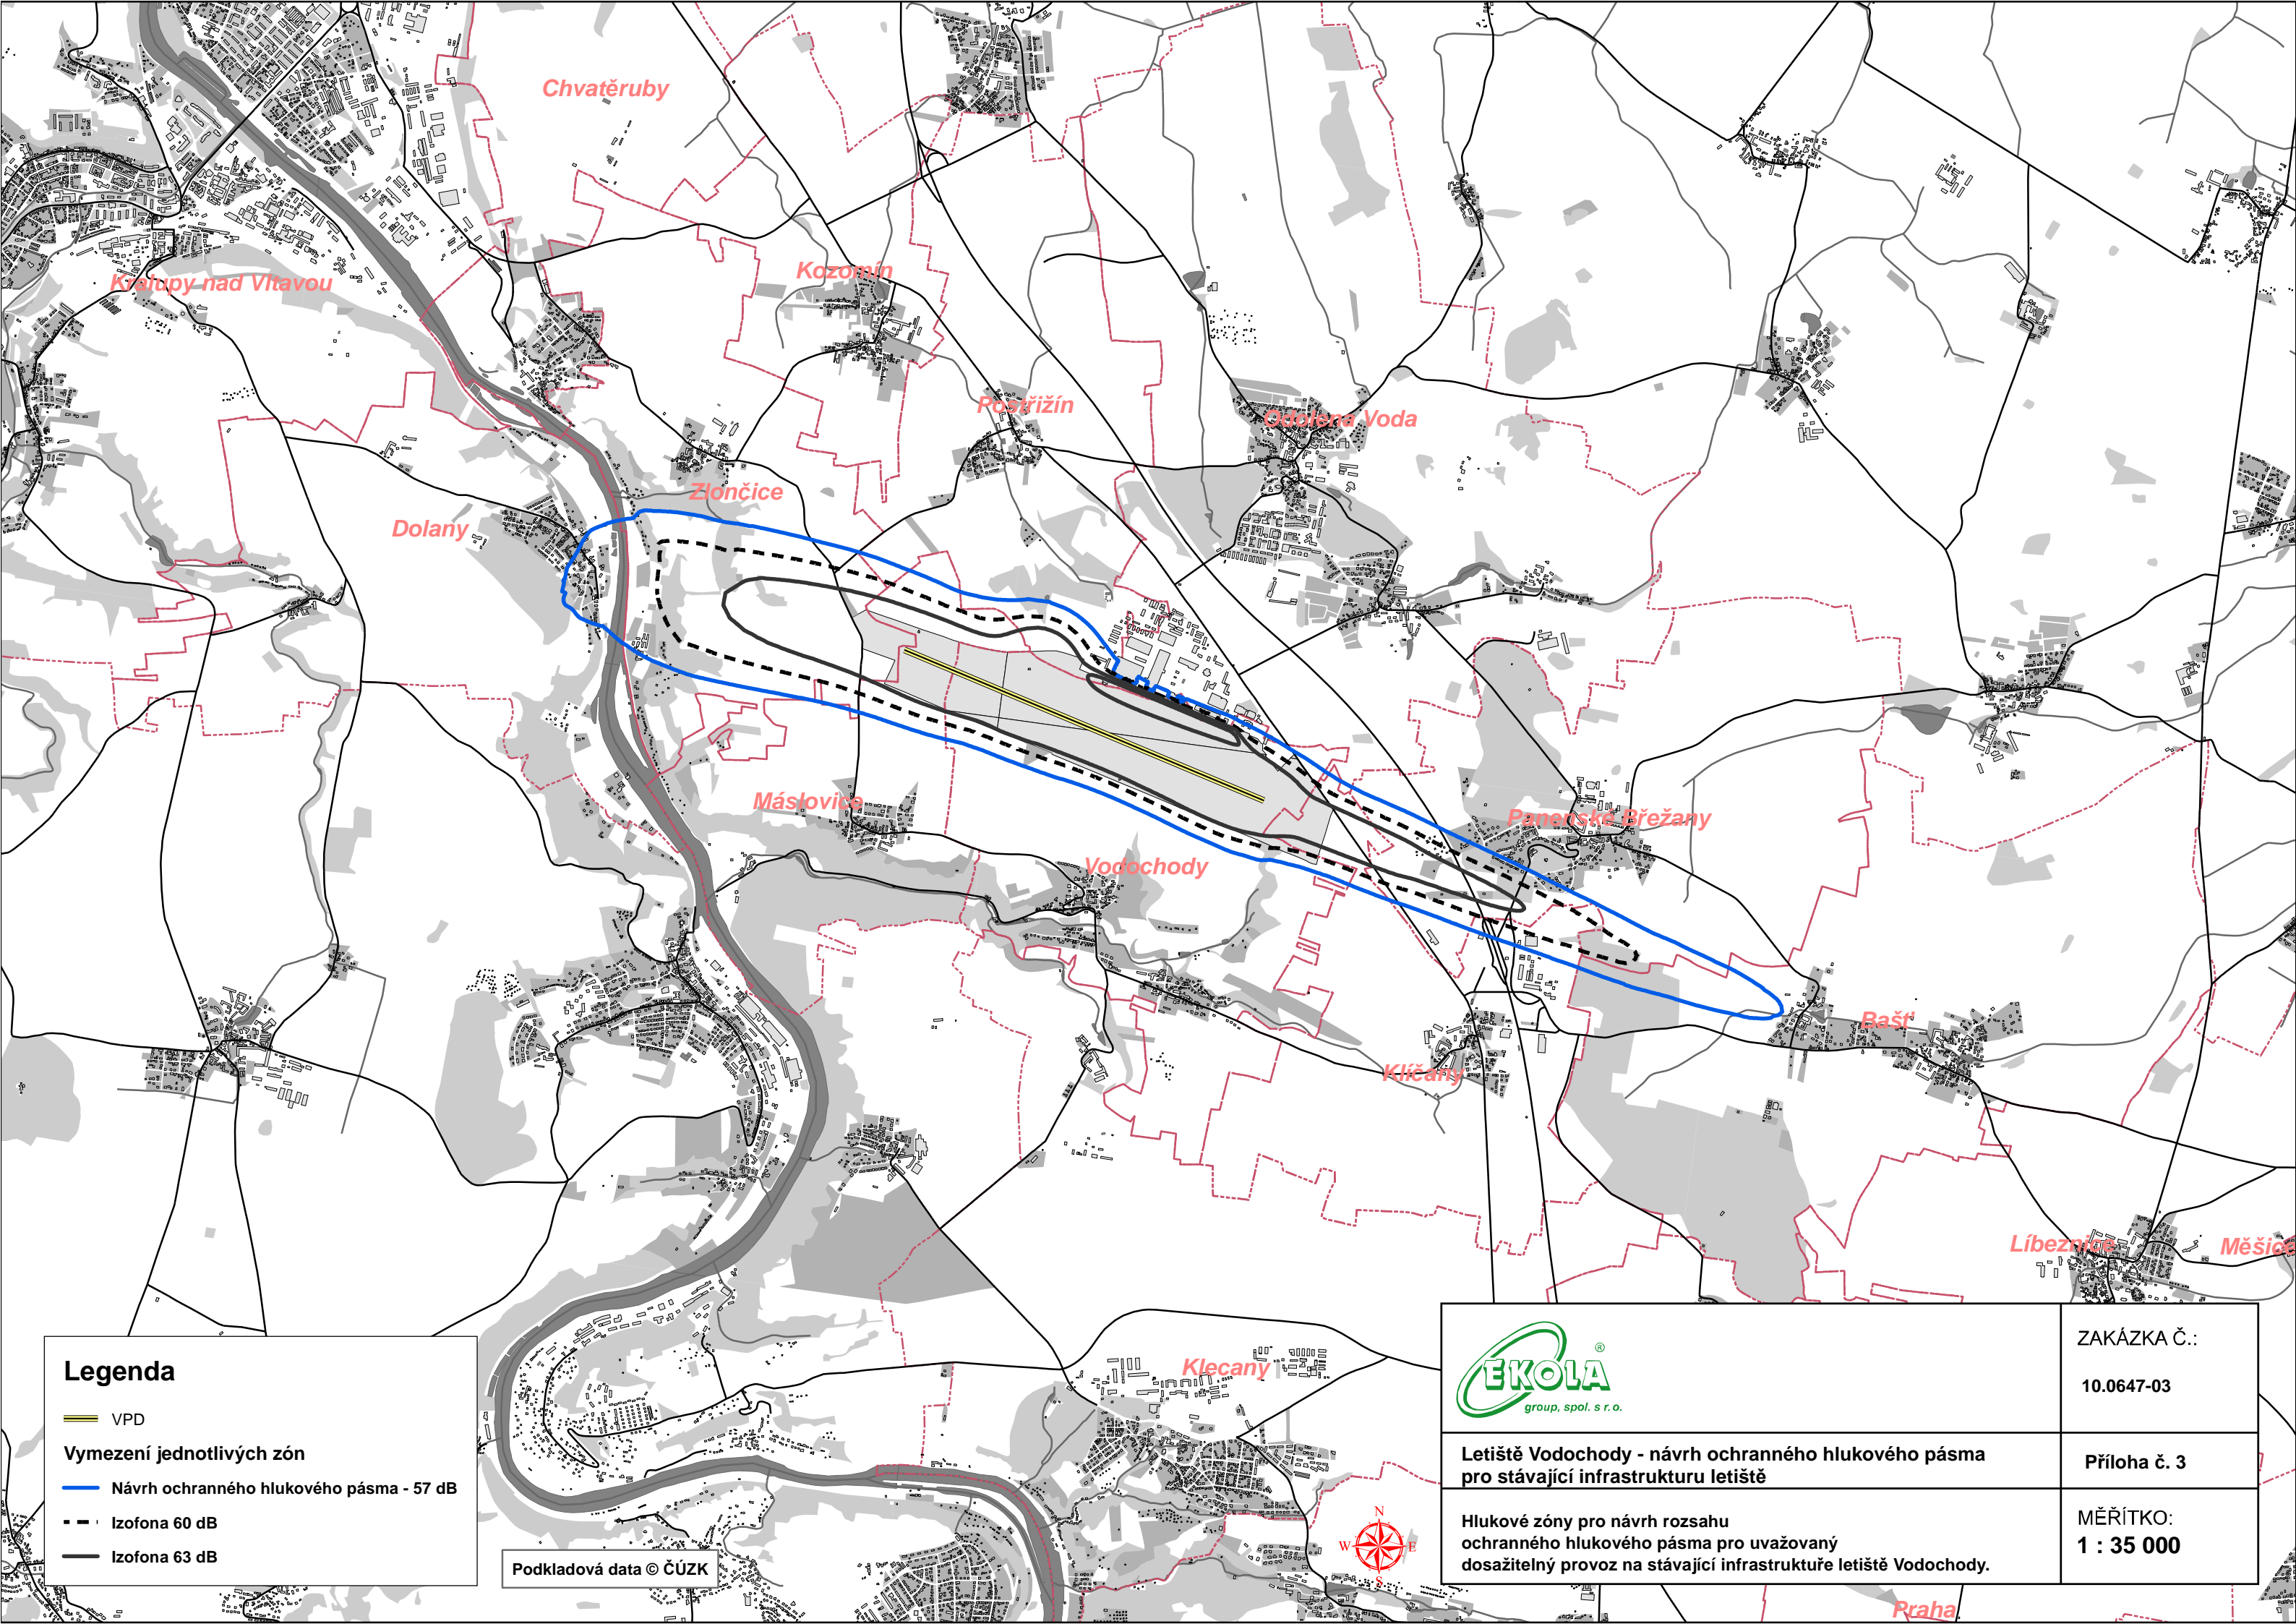 Chvatěruby
Kralupy nad Vltavou
Kozomín
Postřižín
Odolena Voda
Zlončice
Dolany
Máslovice
Vodochody
Panenské Břežany
Bašť
Klíčany
Líbeznice
Měšice
Klecany
Praha
Legenda
VPD
Vymezení jednotlivých zón
Návrh ochranného hlukového pásma - 57 dB
Izofona 60 dB
Izofona 63 dB
Podkladová data © ČÚZK
N
W E
S
EKOLA ®
group, spol. s r.o.
ZAKÁZKA Č.:
10.0647-03
Letiště Vodochody - návrh ochranného hlukového pásma
pro stávající infrastrukturu letiště
Příloha č. 3
Hlukové zóny pro návrh rozsahu
ochranného hlukového pásma pro uvažovaný
dosažitelný provoz na stávající infrastruktuře letiště Vodochody.
MĚŘÍTKO:
1 : 35 000